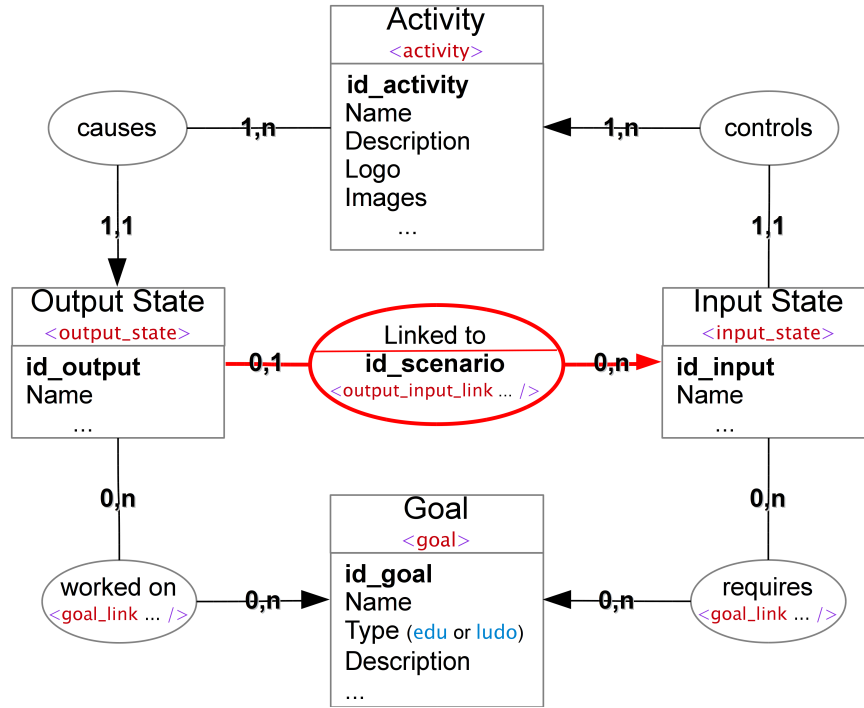 Activity
<activity>
id_activity
Name
Description
Logo
Images
...
causes
1,n
1,n
controls
1,1
1,1
Output State
<output_state>
id_output
Name
...
0,1
Linked to
id_scenario
<output_input_link ... />
0,n
Input State
<input_state>
id_input
Name
...
0,n
0,n
worked on
<goal_link ... />
0,n
Goal
<goal>
id_goal
Name
Type (edu or ludo)
Description
...
0,n
requires
<goal_link ... />